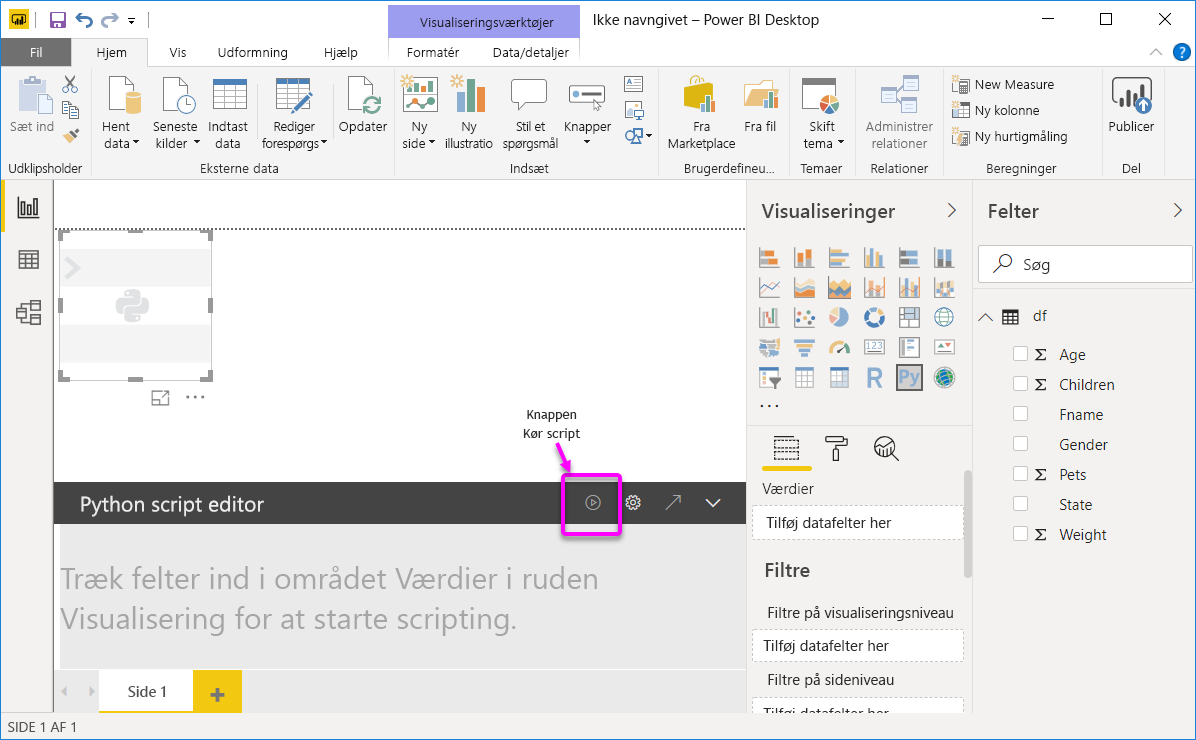 Visualiseringsværktøjer
Ikke navngivet – Power BI Desktop
Fil
Hjem
Vis
Udformning
Hjælp
Formatér
Data/detaljer
?
Sæt ind
Hent
data
Seneste
kilder
Indtast
data
Rediger
forespørgs
Opdater
Ny
side
Ny
illustratio
Stil et
spørgsmål
Knapper
Fra
Marketplace
Fra fil
Skift
tema
Administrer
relationer
New Measure
Ny kolonne
Ny hurtigmåling
Publicer
Udklipsholder
Eksterne data
Indsæt
Brugerdefineu...
Temaer
Relationer
Beregninger
Del
Visualiseringer
Felter
Søg
df
Age
Children
Fname
Gender
Pets
State
Weight
123
R
Py
Knappen
Kør script
Python script editor
Træk felter ind i området Værdier i ruden
Visualisering for at starte scripting.
Værdier
Tilføj datafelter her
Filtre
Filtre på visualiseringsniveau
Tilføj datafelter her
Filtre på sideniveau
Tilføj datafelter her
Side 1
SIDE 1 AF 1